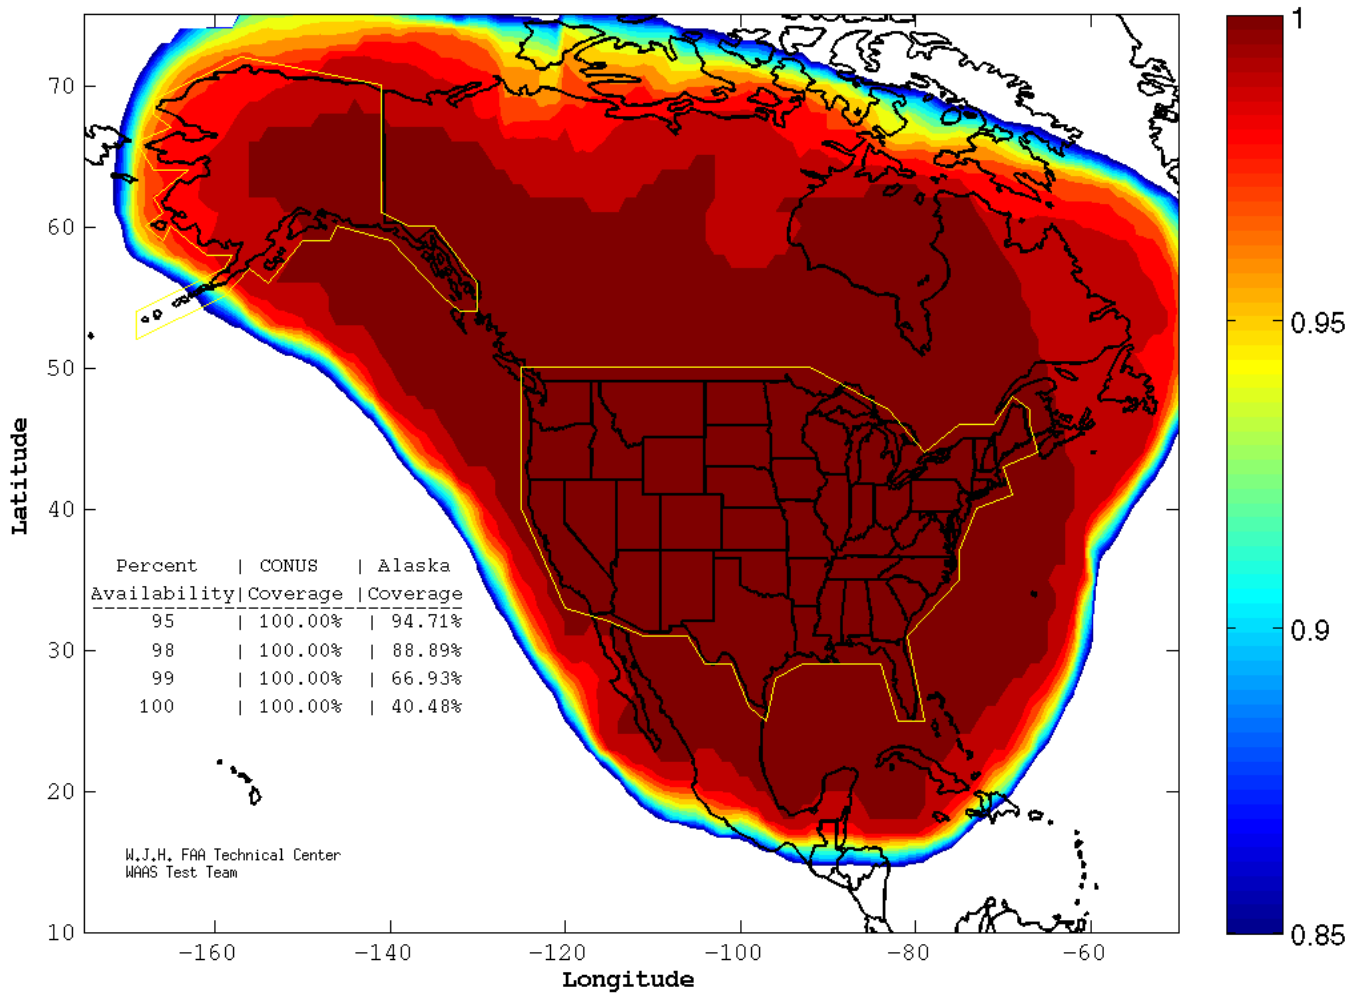 1
70
0.95
60
50
Latitude
40
Percent | CONUS | Alaska
Availability|Coverage |Coverage
------------------------------------
95 | 100.00% | 94.71%
0.9
30
98 | 100.00% | 88.89%
99 | 100.00% | 66.93%
100 | 100.00% | 40.48%
20
W.J.H. FAA Technical Center
WAAS Test Team
10
0.85
−160 −140 −120 −100 −80 −60
Longitude